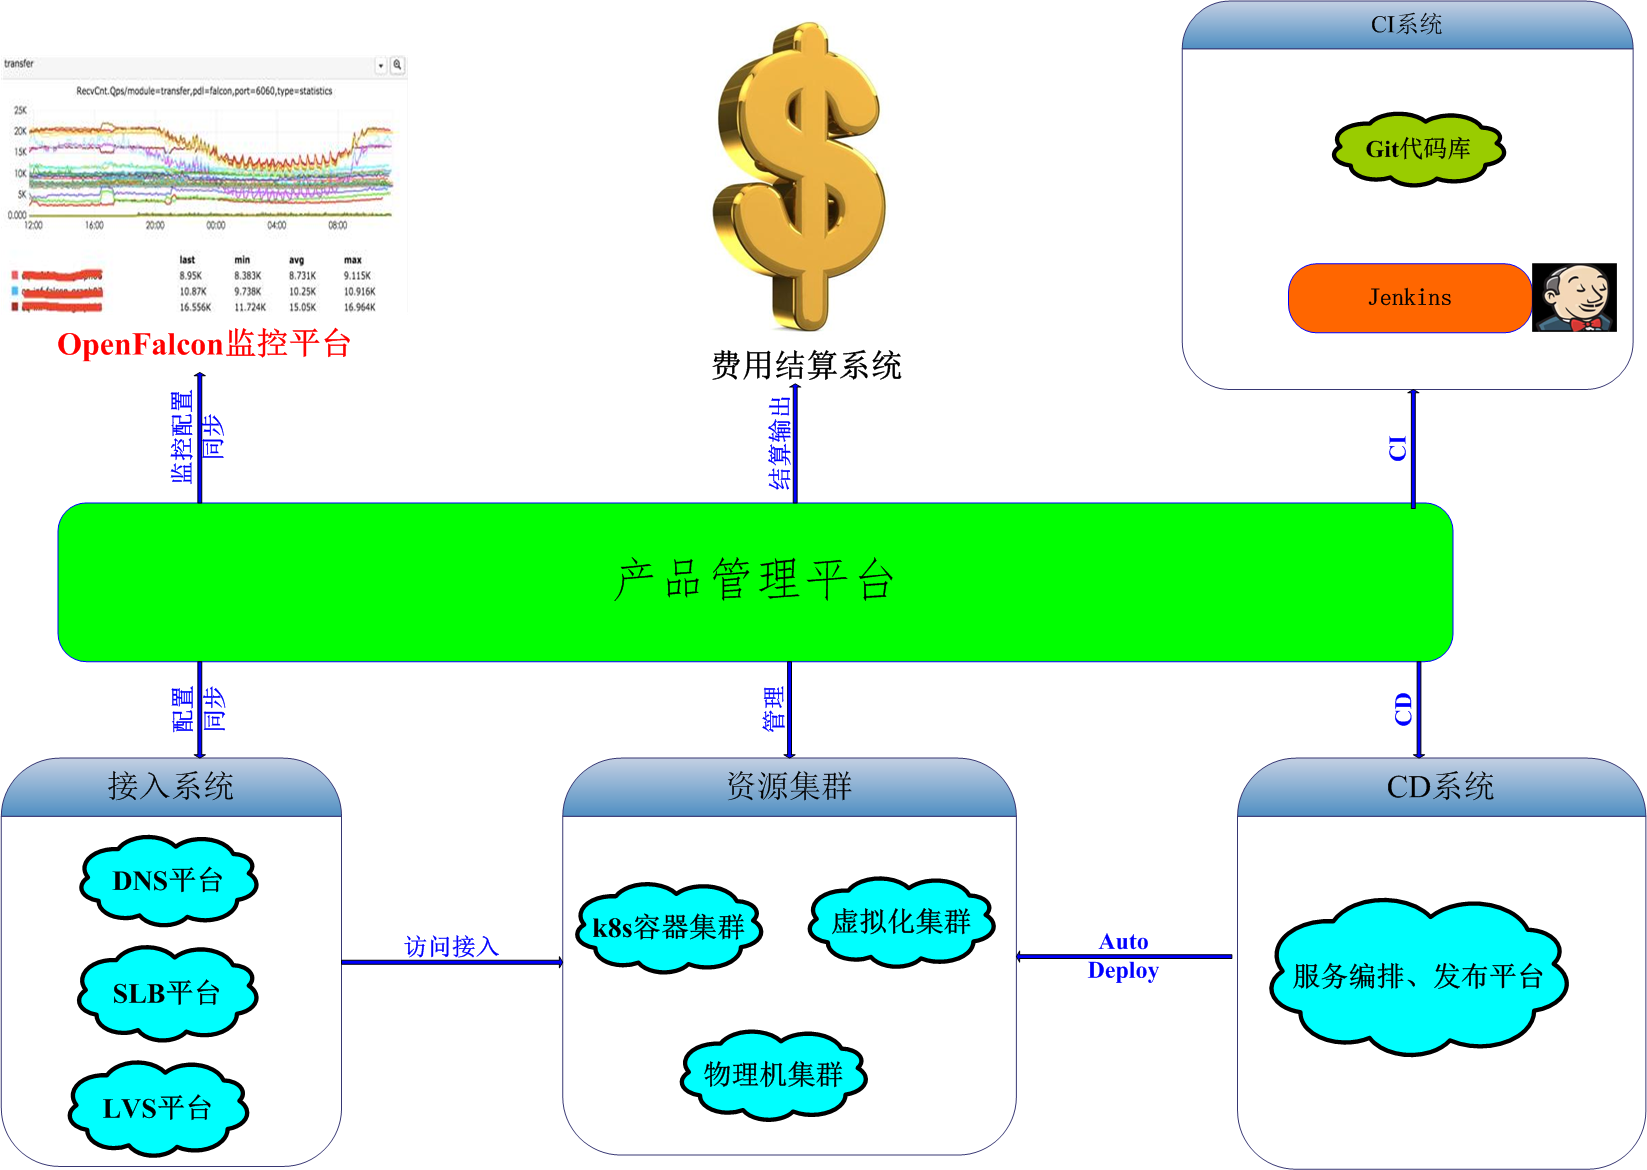 transfer
RecvCnt.Qps/module=transfer,pdl=falcon,port=6060,type=statistics
25K
20K
15K
10K
5K
0.000
12:00 16:00 20:00 00:00 04:00 08:00
last min avg max
8.95K 8.383K 8.731K 9.115K
10.87K 9.738K 10.25K 10.916K
16.556K 11.724K 15.05K 16.964K
OpenFalcon监控平台
费用结算系统
CI系统
Git代码库
Jenkins
监控配置
同步
结算输出
CI
产品管理平台
配置
同步
管理
CD
接入系统
DNS平台
SLB平台
LVS平台
访问接入
资源集群
k8s容器集群
虚拟化集群
物理机集群
Auto
Deploy
CD系统
服务编排、发布平台